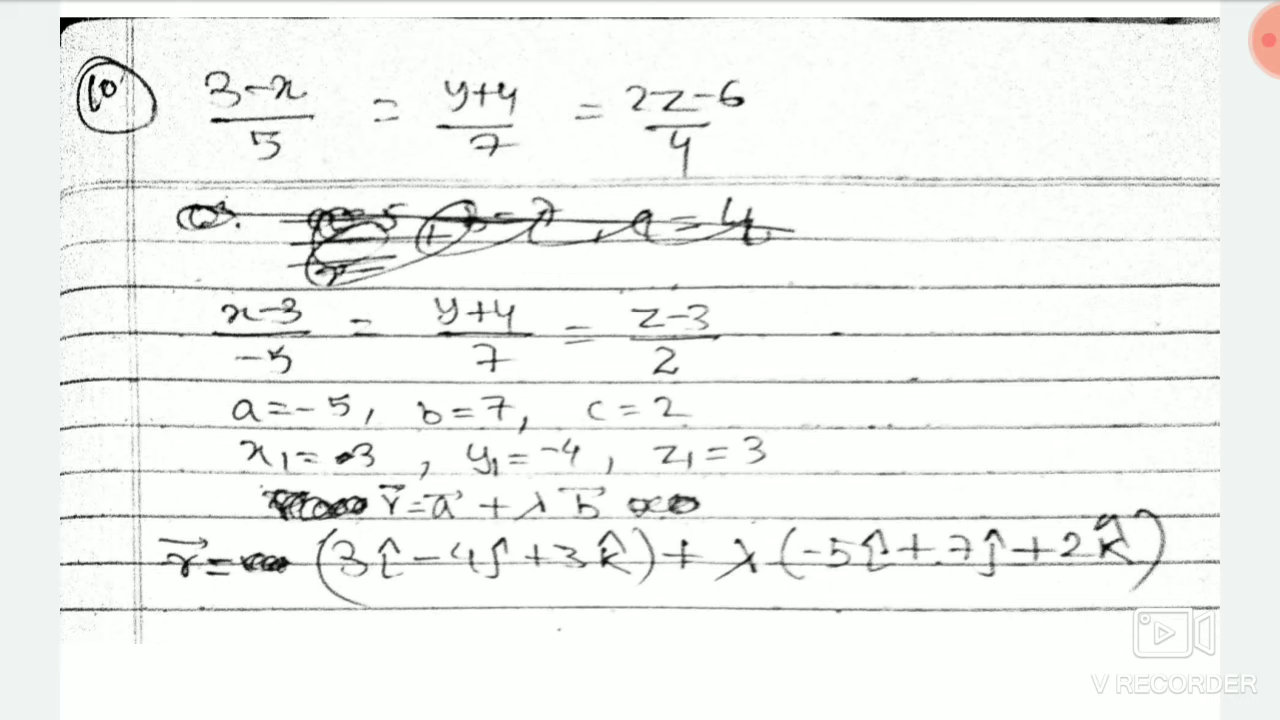 10 3-x/5 = y+4/7 = 2z-6/4
x-3/-5 = y+4/7 = z-3/2
a=-5, b=7, c=2
x₁=3, y₁=-4, z₁=3
r⃗=a⃗+λb⃗
r⃗= (3î-4ĵ+3k̂)+λ(-5î+7ĵ+2k̂)
V RECORDER